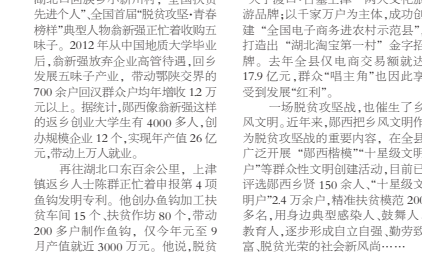 湖北口回族乡小新川村,“全国扶贫
先进个人”、全国首届“脱贫攻坚·青春
榜样”典型人物翁新强正忙着收购五
味子。2012 年从中国地质大学毕业
后,翁新强放弃企业高管待遇,回乡
发展五味子产业，带动鄂陕交界的
700 余户回汉群众户均年增收 1.2 万
元以上。据统计,郧西像翁新强这样
的返乡创业大学生有 4000 多人,创
办规模企业 12 个,实现年产值 26 亿
元,带动上万人就业。
再往湖北口东百余公里，上津
镇返乡人士陈群正忙着申报第 4 项
鱼钩发明专利。他创办鱼钩加工扶
贫车间 15 个、扶贫作坊 80 个,带动
200 多户制作鱼钩，仅今年元至 9
月产值就近 3000 万元。他说,脱贫
游品牌,以千家万户为主体,成功创
建“全国电子商务进农村示范县”,
打造出“湖北淘宝第一村”金字招
牌。去年全县仅电商交易额就达
17.9 亿元,群众“唱主角”也因此享
受到发展“红利”。
一场脱贫攻坚战,也催生了乡
风文明。近年来,郧西把乡风文明作
为脱贫攻坚战的重要内容，在全县
广泛开展“郧西楷模”“十星级文明
户”等群众性文明创建活动,目前已
评选郧西乡贤 150 余人、“十星级文
明户”2.4 万余户,精准扶贫模范 200
多名,用身边典型感染人、鼓舞人、
教育人,逐步形成自立自强、勤劳致
富、脱贫光荣的社会新风尚……